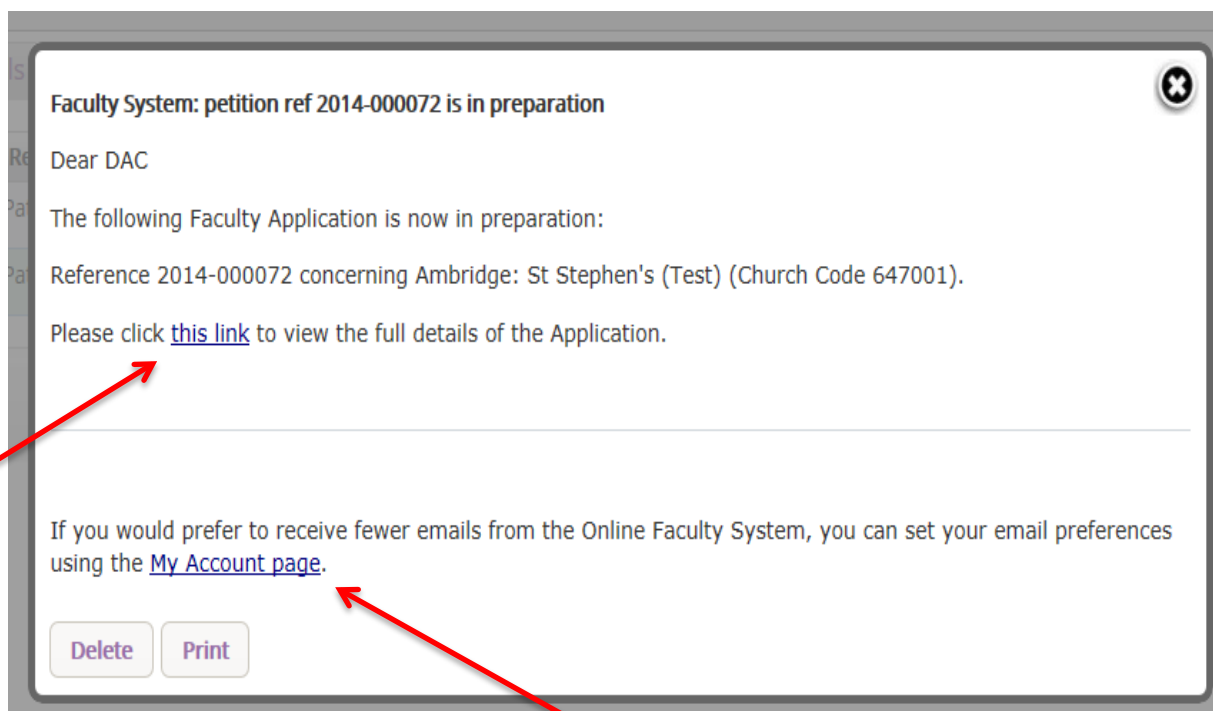 Faculty System: petition ref 2014-000072 is in preparation
Dear DAC
The following Faculty Application is now in preparation:
Reference 2014-000072 concerning Ambridge: St Stephen's (Test) (Church Code 647001).
Please click this link to view the full details of the Application.
If you would prefer to receive fewer emails from the Online Faculty System, you can set your email preferences
using the My Account page.
Delete Print